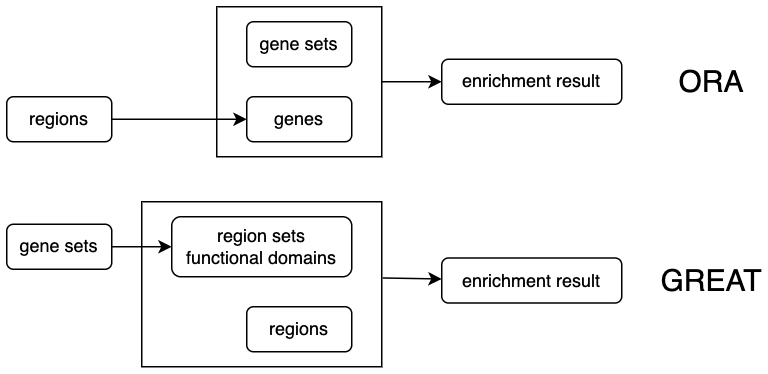 gene sets
enrichment result
ORA
regions
genes
gene sets
region sets
functional domains
enrichment result
GREAT
regions